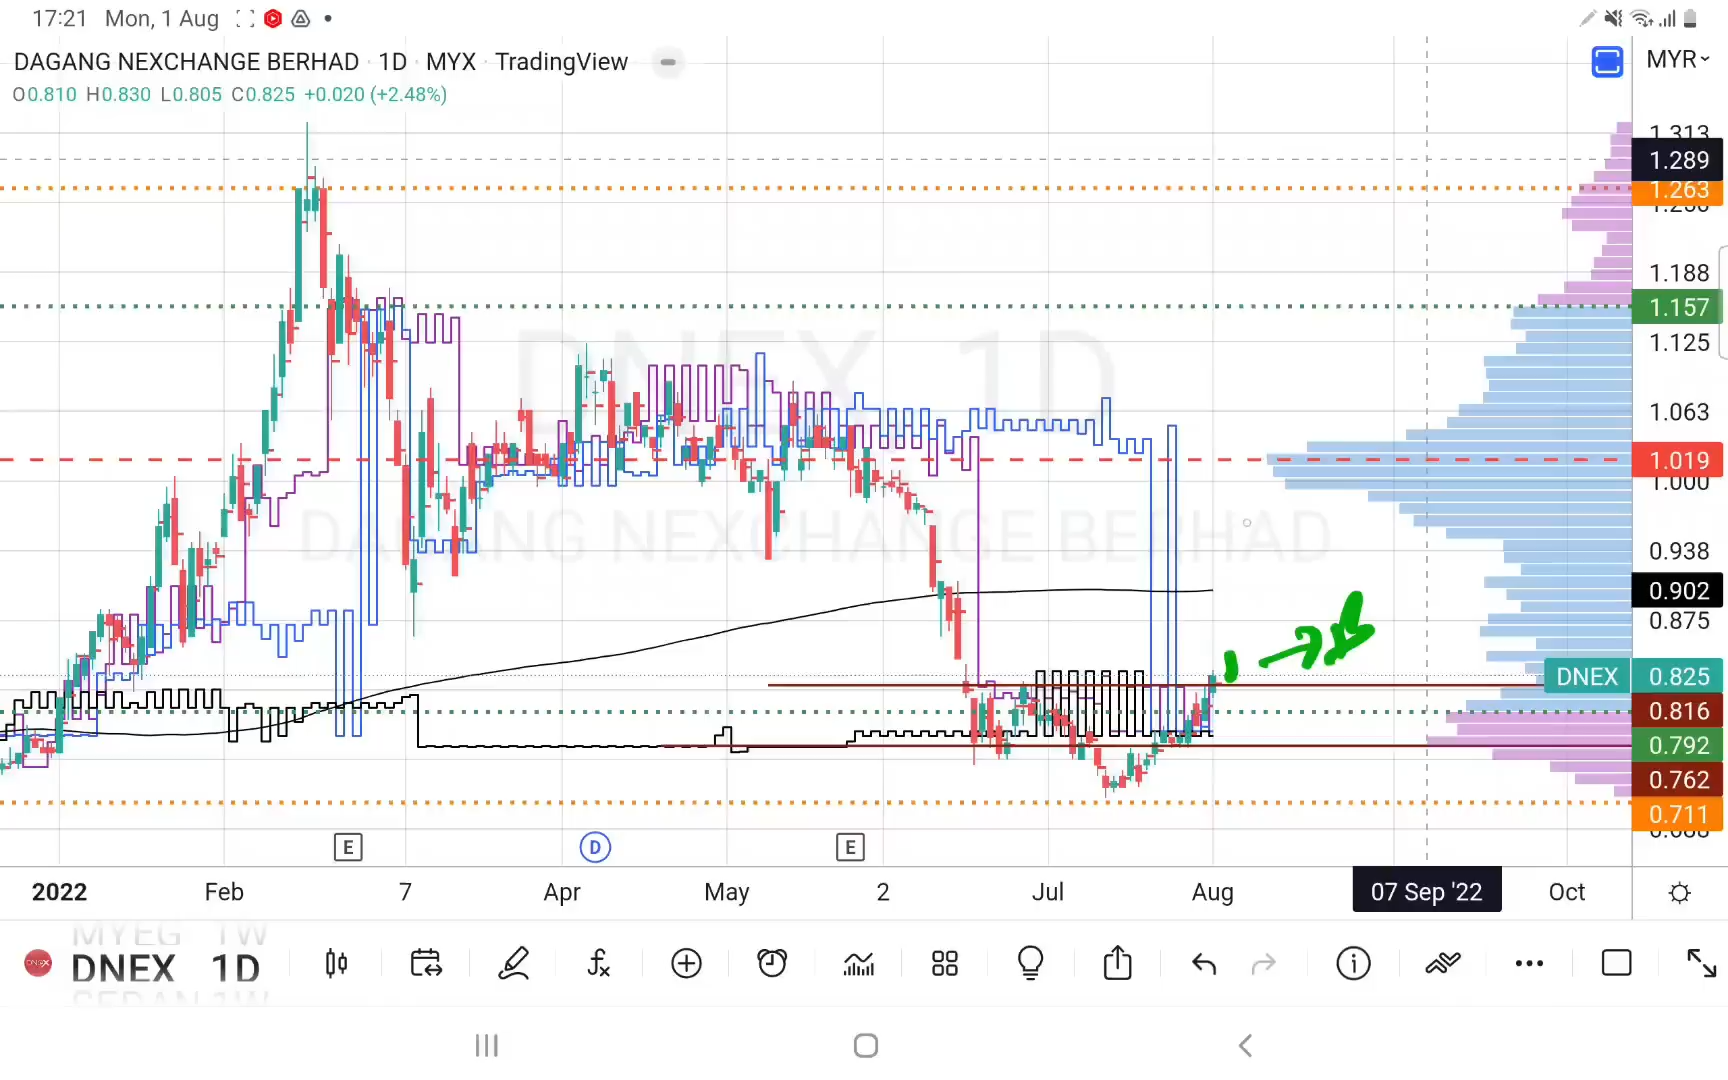 17:21 Mon, 1 Aug
DAGANG NEXCHANGE BERHAD · 1D · MYX · TradingView
O0.810 H0.830 L0.805 C0.825 +0.020 (+2.48%)
MYR
1.313
1.289
1.263
1.188
1.157
1.125
1.063
1.019
1.000
0.938
0.902
0.875
DNEX 0.825
0.816
0.792
0.762
0.711
DNEX 1D
DAGANG NEXCHANGE BERHAD
E D E
2022 Feb 7 Apr May 2 Jul Aug 07 Sep '22 Oct
MYEG 1W
DNEX 1D
SEDAN 1W